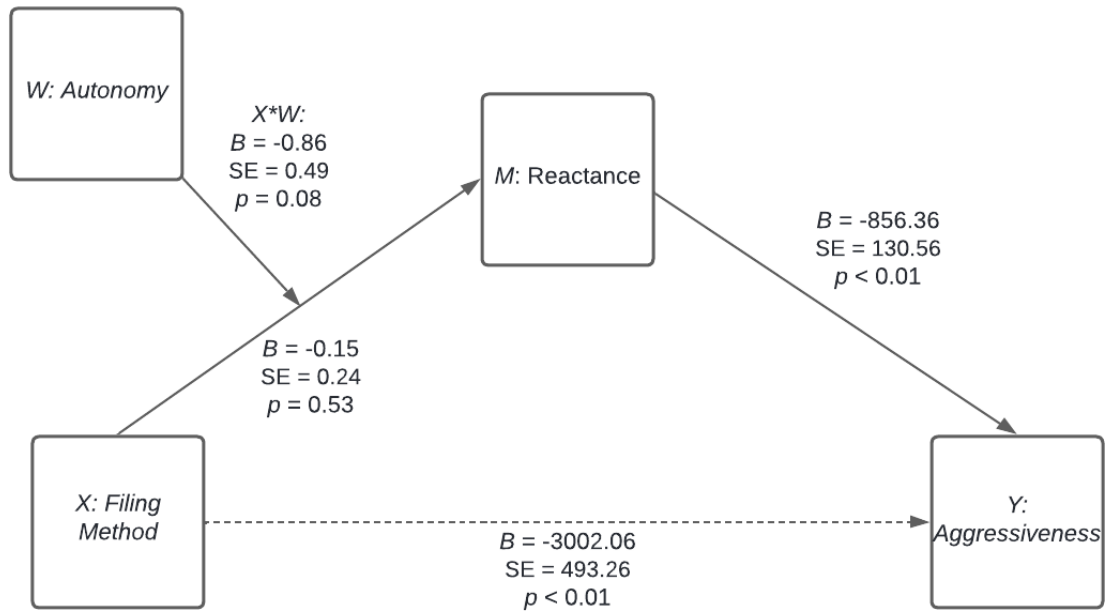 W: Autonomy
X*W:
B = -0.86
SE = 0.49
p = 0.08
M: Reactance
B = -856.36
SE = 130.56
p < 0.01
B = -0.15
SE = 0.24
p = 0.53
X: Filing
Method
Y:
Aggressiveness
B = -3002.06
SE = 493.26
p < 0.01